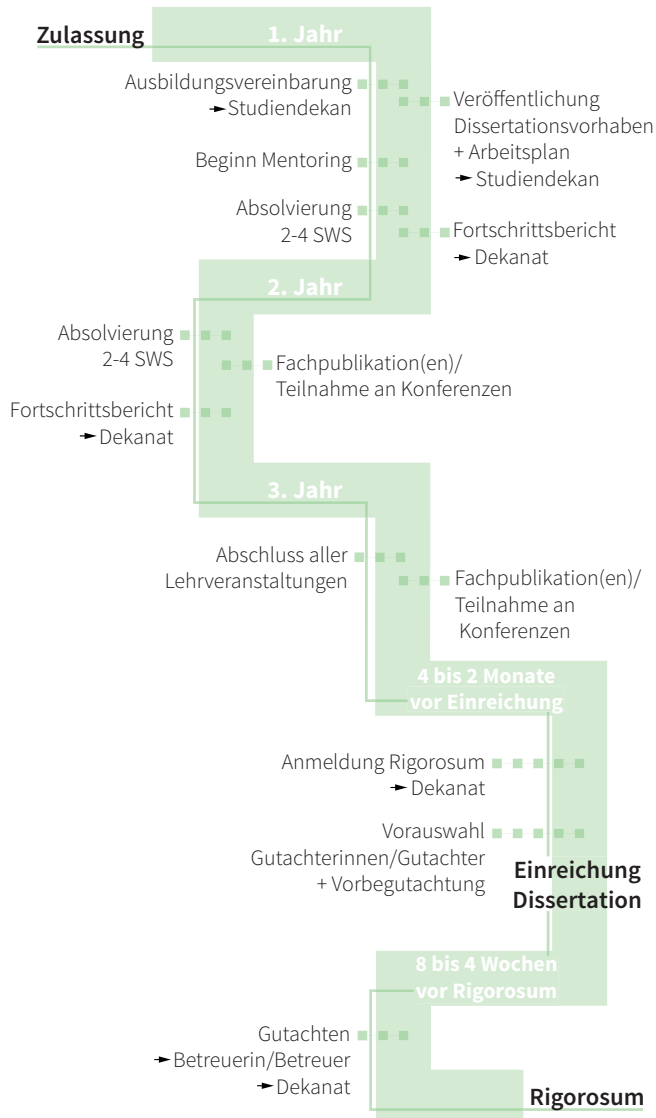 Zulassung
1. Jahr
Ausbildungsvereinbarung
→ Studiendekan
Veröffentlichung
Dissertationsvorhaben
+ Arbeitsplan
→ Studiendekan
Beginn Mentoring
Absolvierung
2-4 SWS
Fortschrittsbericht
→ Dekanat
2. Jahr
Absolvierung
2-4 SWS
Fachpublikation(en)/
Teilnahme an Konferenzen
Fortschrittsbericht
→ Dekanat
3. Jahr
Abschluss aller
Lehrveranstaltungen
Fachpublikation(en)/
Teilnahme an
Konferenzen
4 bis 2 Monate
vor Einreichung
Anmeldung Rigorosum
→ Dekanat
Vorauswahl
Gutachterinnen/Gutachter
+ Vorbegutachtung
Einreichung
Dissertation
8 bis 4 Wochen
vor Rigorosum
Gutachten
→ Betreuerin/Betreuer
→ Dekanat
Rigorosum